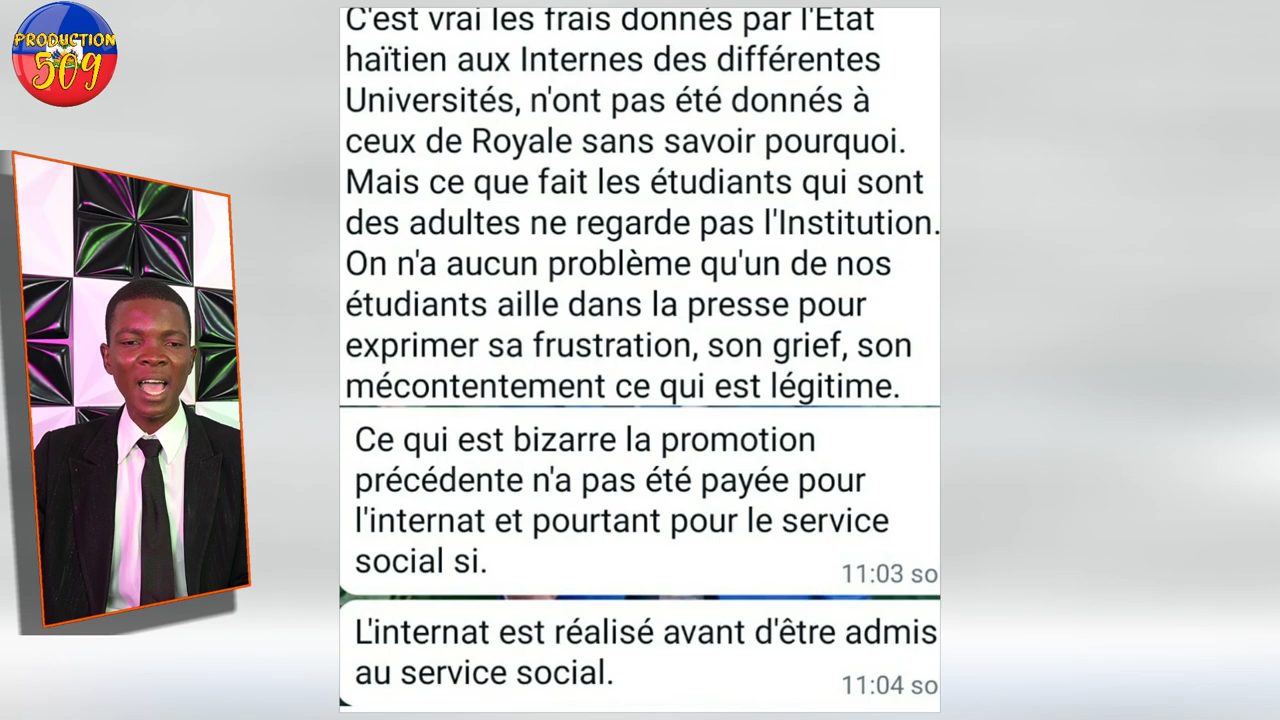 PRODUCTION
509
C'est vrai les frais donnés par l'Etat
haïtien aux Internes des différentes
Universités, n'ont pas été donnés à
ceux de Royale sans savoir pourquoi.
Mais ce que fait les étudiants qui sont
des adultes ne regarde pas l'Institution.
On n'a aucun problème qu'un de nos
étudiants aille dans la presse pour
exprimer sa frustration, son grief, son
mécontentement ce qui est légitime.
Ce qui est bizarre la promotion
précédente n'a pas été payée pour
l'internat et pourtant pour le service
social si.
11:03 so
L'internat est réalisé avant d'être admis
au service social.
11:04 so